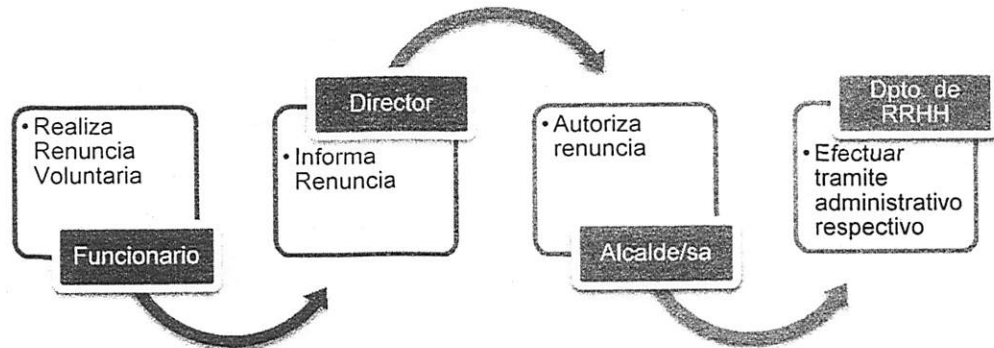 • Realiza
Renuncia
Voluntaria
Funcionario
Director
• Informa
Renuncia
• Autoriza
renuncia
Alcalde/sa
Dpto. de
RRHH
• Efectuar
tramite
administrativo
respectivo